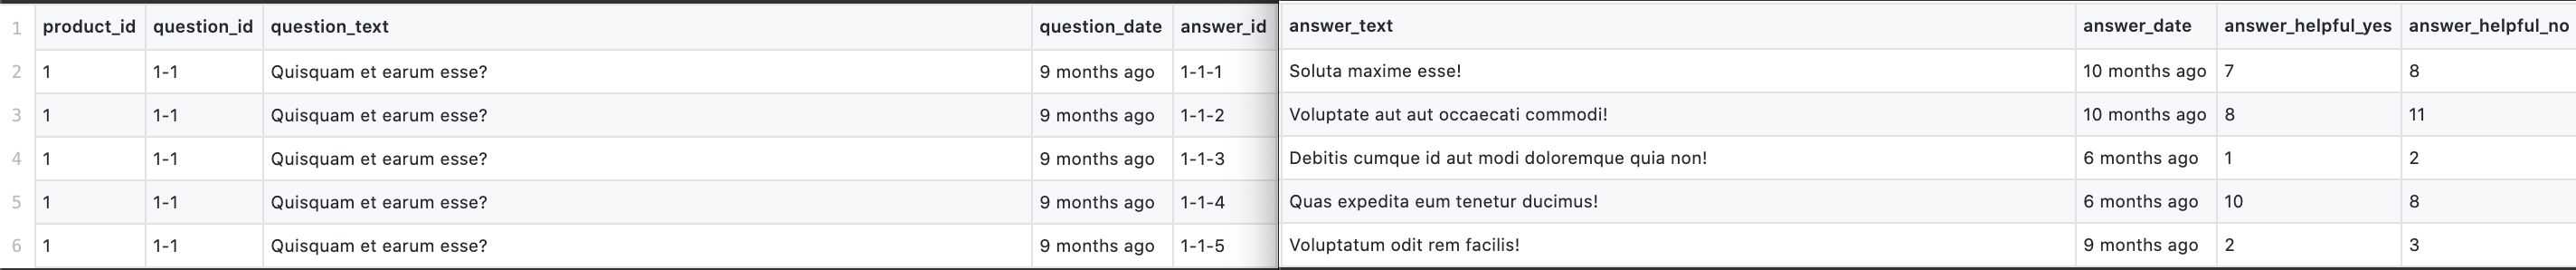 1 product_id question_id question_text question_date answer_id answer_text answer_date answer_helpful_yes answer_helpful_no
2 1 1-1 Quisquam et earum esse? 9 months ago 1-1-1 Soluta maxime esse! 10 months ago 7 8
3 1 1-1 Quisquam et earum esse? 9 months ago 1-1-2 Voluptate aut aut occaecati commodi! 10 months ago 8 11
4 1 1-1 Quisquam et earum esse? 9 months ago 1-1-3 Debitis cumque id aut modi doloremque quia non! 6 months ago 1 2
5 1 1-1 Quisquam et earum esse? 9 months ago 1-1-4 Quas expedita eum tenetur ducimus! 6 months ago 10 8
6 1 1-1 Quisquam et earum esse? 9 months ago 1-1-5 Voluptatum odit rem facilis! 9 months ago 2 3